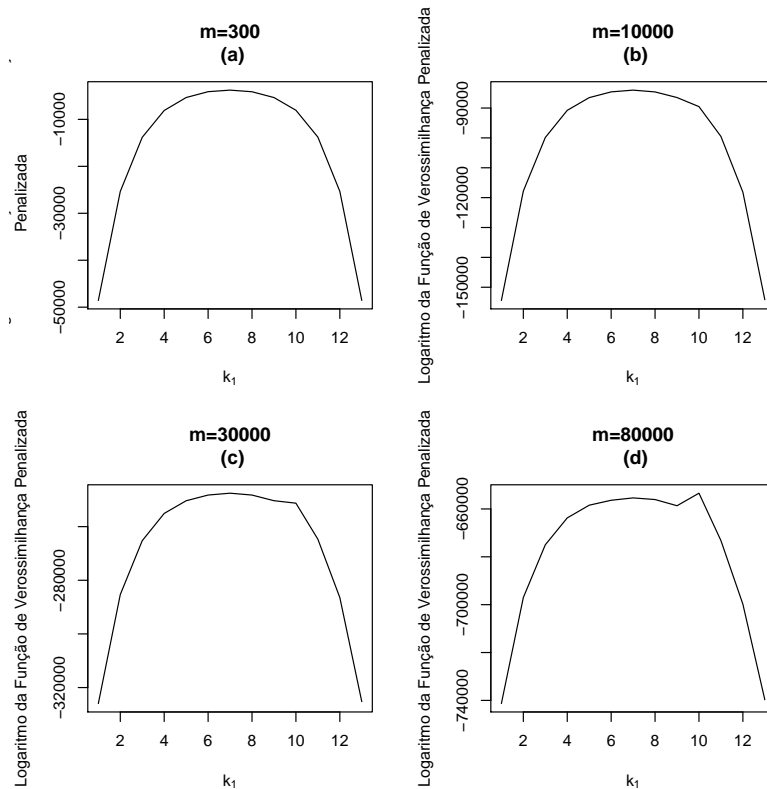 m=300
(a)
Penalizada
−10000
−30000
−50000
2 4 6 8 10 12
k1
m=10000
(b)
Logaritmo da Função de Verossimilhança Penalizada
−90000
−120000
−150000
2 4 6 8 10 12
k1
m=30000
(c)
Logaritmo da Função de Verossimilhança Penalizada
−280000
−320000
2 4 6 8 10 12
k1
m=80000
(d)
Logaritmo da Função de Verossimilhança Penalizada
−660000
−700000
−740000
2 4 6 8 10 12
k1